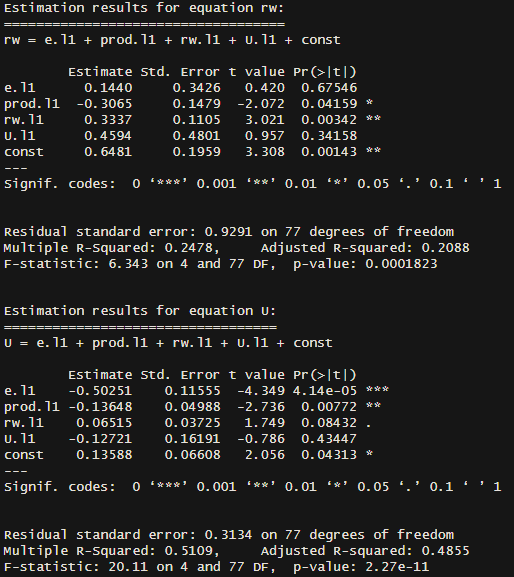 Estimation results for equation rw:
===================================
rw = e.l1 + prod.l1 + rw.l1 + U.l1 + const

        Estimate Std. Error t value Pr(>|t|)
e.l1      0.1440     0.3426   0.420  0.67546
prod.l1  -0.3065     0.1479  -2.072  0.04159 *
rw.l1     0.3337     0.1105   3.021  0.00342 **
U.l1      0.4594     0.4801   0.957  0.34158
const     0.6481     0.1959   3.308  0.00143 **
---
Signif. codes:  0 ‘***’ 0.001 ‘**’ 0.01 ‘*’ 0.05 ‘.’ 0.1 ‘ ’ 1


Residual standard error: 0.9291 on 77 degrees of freedom
Multiple R-Squared: 0.2478,     Adjusted R-squared: 0.2088
F-statistic: 6.343 on 4 and 77 DF,  p-value: 0.0001823


Estimation results for equation U:
==================================
U = e.l1 + prod.l1 + rw.l1 + U.l1 + const

        Estimate Std. Error t value Pr(>|t|)
e.l1    -0.50251    0.11555  -4.349 4.14e-05 ***
prod.l1 -0.13648    0.04988  -2.736  0.00772 **
rw.l1    0.06515    0.03725   1.749  0.08432 .
U.l1    -0.12721    0.16191  -0.786  0.43447
const    0.13588    0.06608   2.056  0.04313 *
---
Signif. codes:  0 ‘***’ 0.001 ‘**’ 0.01 ‘*’ 0.05 ‘.’ 0.1 ‘ ’ 1


Residual standard error: 0.3134 on 77 degrees of freedom
Multiple R-Squared: 0.5109,     Adjusted R-squared: 0.4855
F-statistic: 20.11 on 4 and 77 DF,  p-value: 2.27e-11